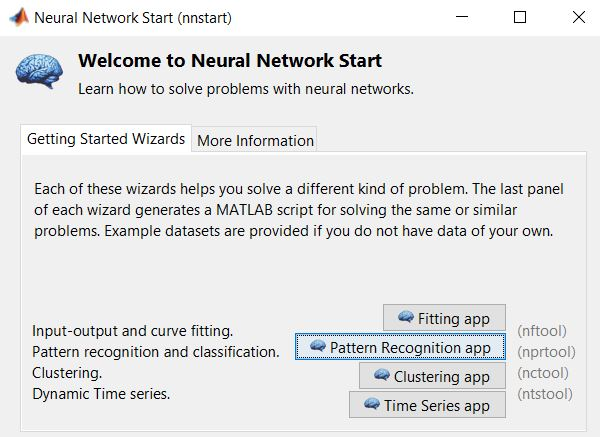 Neural Network Start (nnstart)
Welcome to Neural Network Start
Learn how to solve problems with neural networks.
Getting Started Wizards More Information
Each of these wizards helps you solve a different kind of problem. The last panel
of each wizard generates a MATLAB script for solving the same or similar
problems. Example datasets are provided if you do not have data of your own.
Input-output and curve fitting. Fitting app (nftool)
Pattern recognition and classification. Pattern Recognition app (nprtool)
Clustering. Clustering app (nctool)
Dynamic Time series. Time Series app (ntstool)